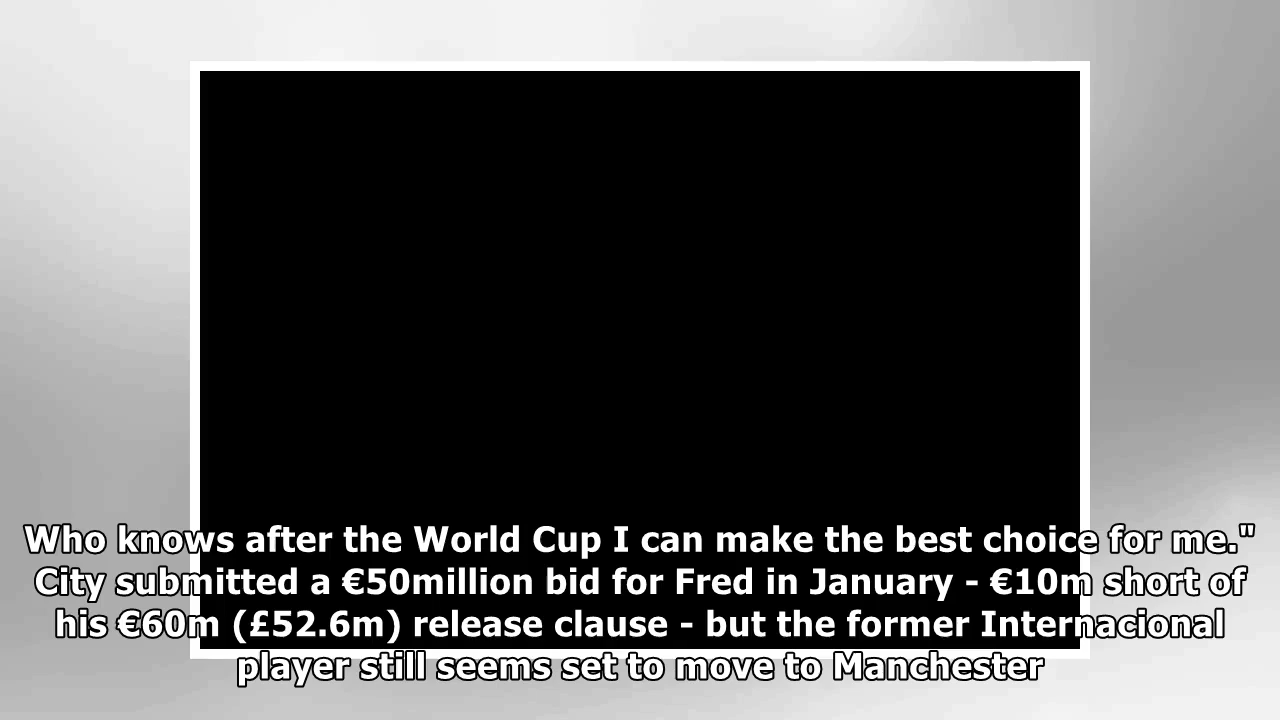 Who knows after the World Cup I can make the best choice for me."
City submitted a €50million bid for Fred in January - €10m short of
his €60m (£52.6m) release clause - but the former Internacional
player still seems set to move to Manchester